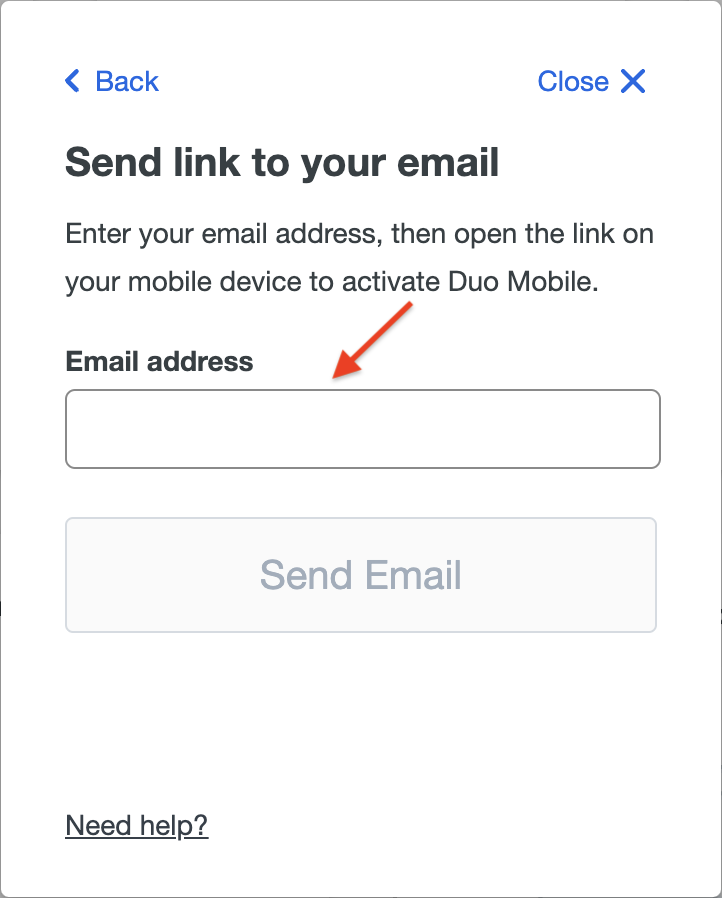 Back
Close
Send link to your email
Enter your email address, then open the link on
your mobile device to activate Duo Mobile.
Email address
Send Email
Need help?